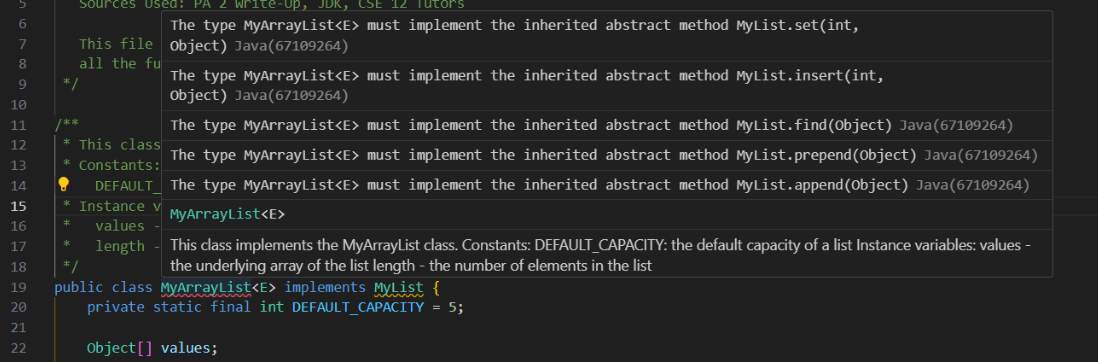 5 Sources Used: PA 2 Write-Up, JDK, CSE 12 Tutors
6 The type MyArrayList<E> must implement the inherited abstract method MyList.set(int,
7 This file Object) Java(67109264)
8 all the fu The type MyArrayList<E> must implement the inherited abstract method MyList.insert(int,
9 */ Object) Java(67109264)
10
11 /** The type MyArrayList<E> must implement the inherited abstract method MyList.find(Object) Java(67109264)
12 * This class The type MyArrayList<E> must implement the inherited abstract method MyList.prepend(Object) Java(67109264)
13 * Constants:
14 DEFAULT_ The type MyArrayList<E> must implement the inherited abstract method MyList.append(Object) Java(67109264)
15 * Instance v MyArrayList<E>
16 * values -
17 * length - This class implements the MyArrayList class. Constants: DEFAULT_CAPACITY: the default capacity of a list Instance variables: values -
18 */ the underlying array of the list length - the number of elements in the list
19 public class MyArrayList<E> implements MyList {
20 private static final int DEFAULT_CAPACITY = 5;
21
22 Object[] values;